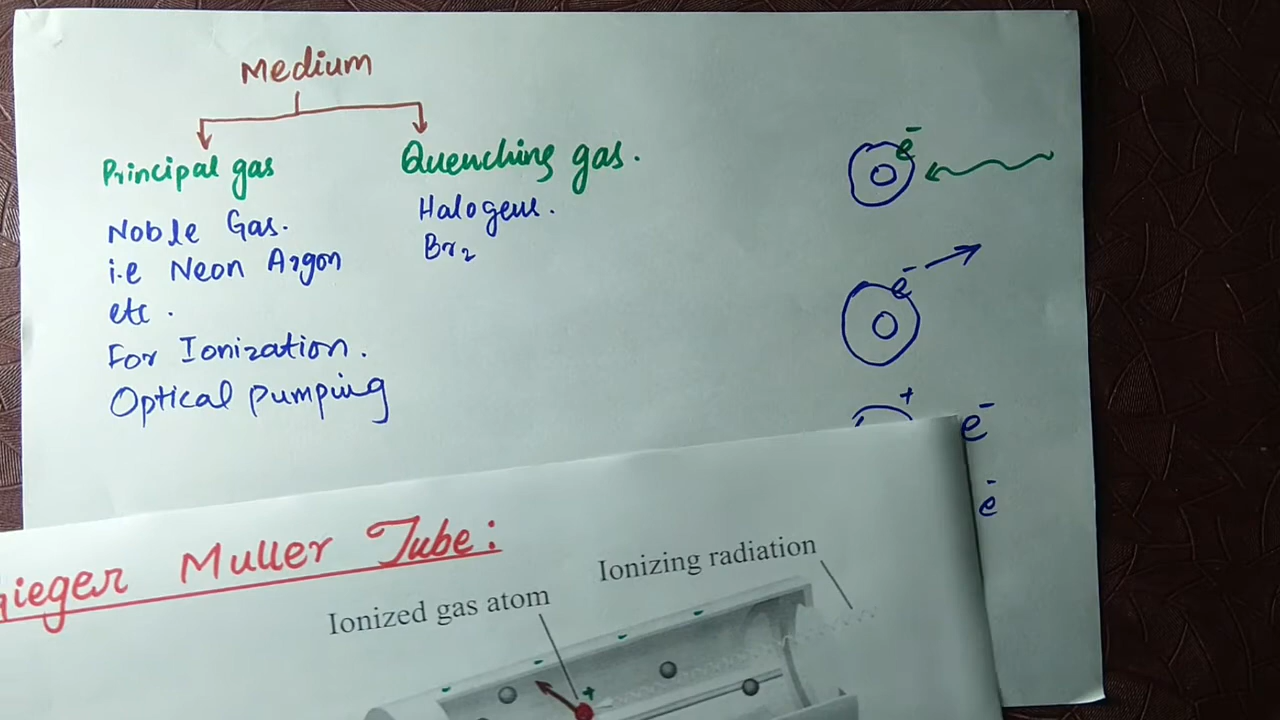 Medium
Principal gas
Quenching gas.
Noble Gas.
i.e Neon Argon
etc.
For Ionization.
Optical Pumping
Halogens.
Br2
e-
e-
+
e-
e-
Gieger Muller Tube:
Ionized gas atom
Ionizing radiation
+